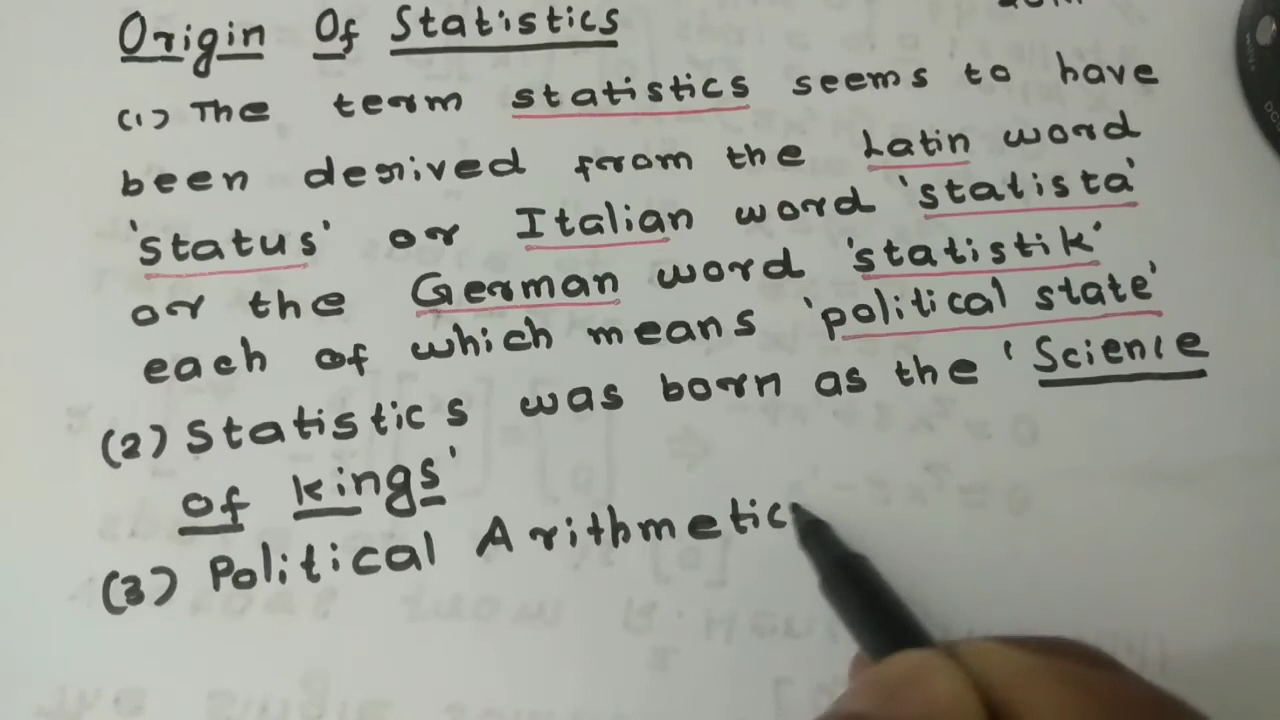 Origin Of Statistics
(1) The term statistics seems to have
been derived from the Latin word
'status' or Italian word 'statista'
or the German word 'statistik'
each of which means 'political state'
(2) Statistics was born as the 'Science
of kings'
(3) Political Arithmetic